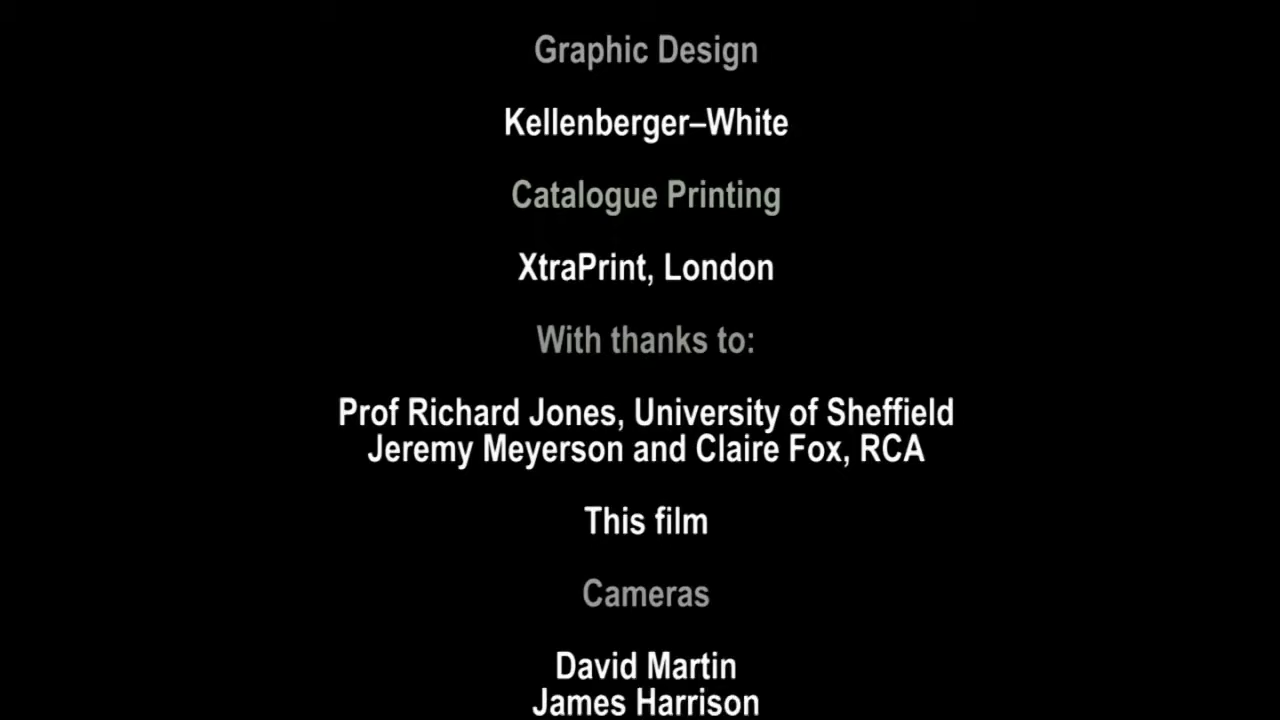 Graphic Design
Kellenberger–White
Catalogue Printing
XtraPrint, London
With thanks to:
Prof Richard Jones, University of Sheffield
Jeremy Meyerson and Claire Fox, RCA
This film
Cameras
David Martin
James Harrison